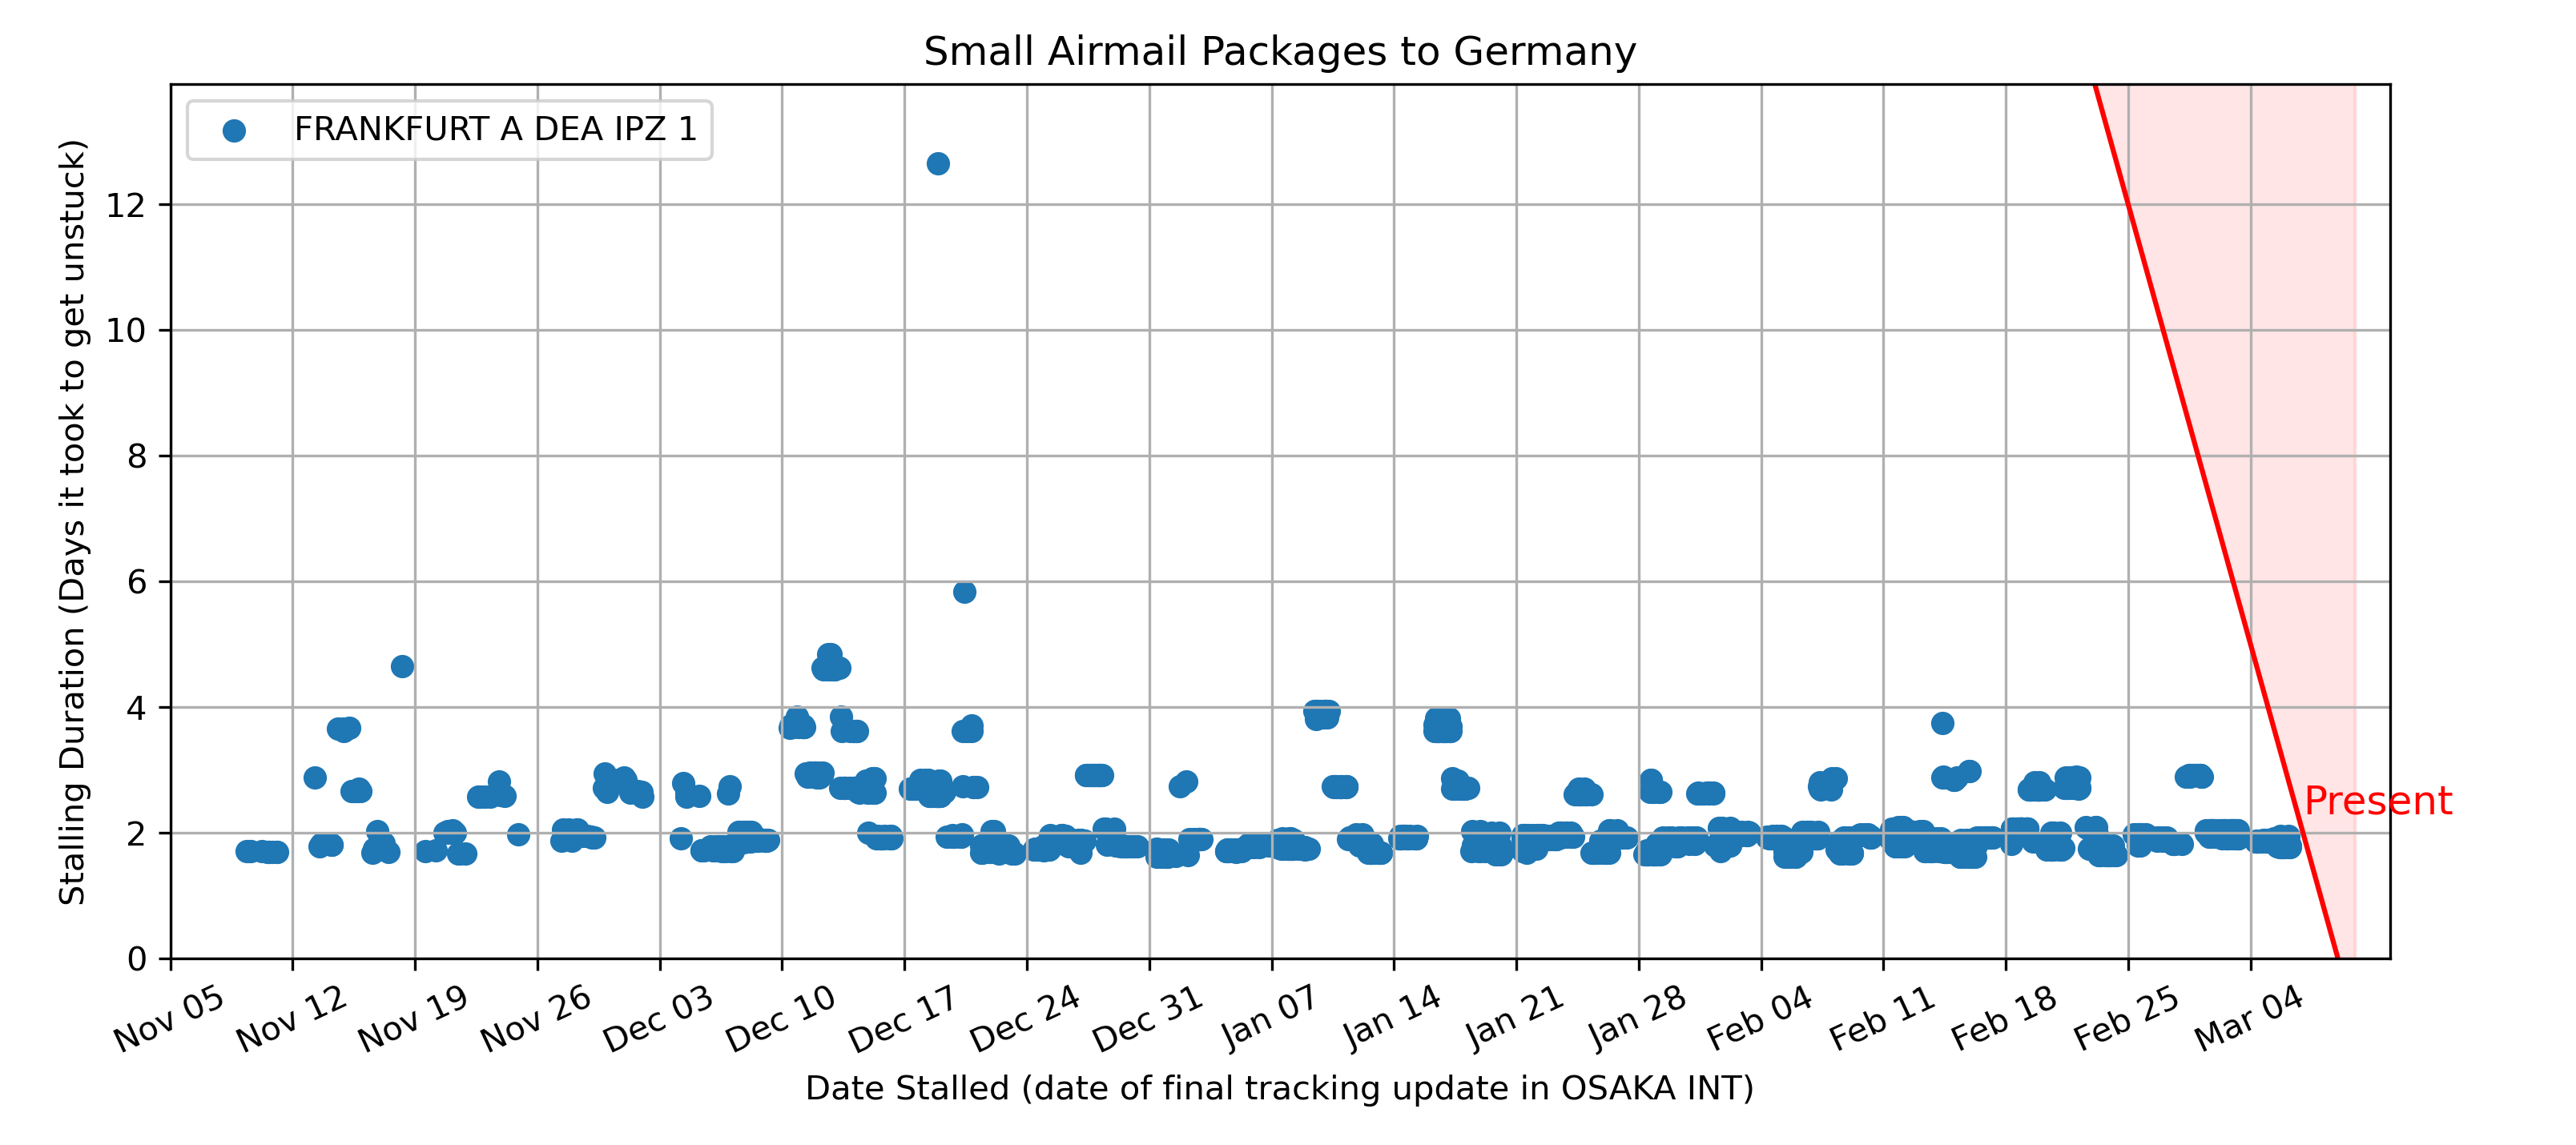 Small Airmail Packages to Germany
FRANKFURT A DEA IPZ 1
Stalling Duration (Days it took to get unstuck)
12
10
8
6
4
2
0
Present
Nov 05
Nov 12
Nov 19
Nov 26
Dec 03
Dec 10
Dec 17
Dec 24
Dec 31
Jan 07
Jan 14
Jan 21
Jan 28
Feb 04
Feb 11
Feb 18
Feb 25
Mar 04
Date Stalled (date of final tracking update in OSAKA INT)